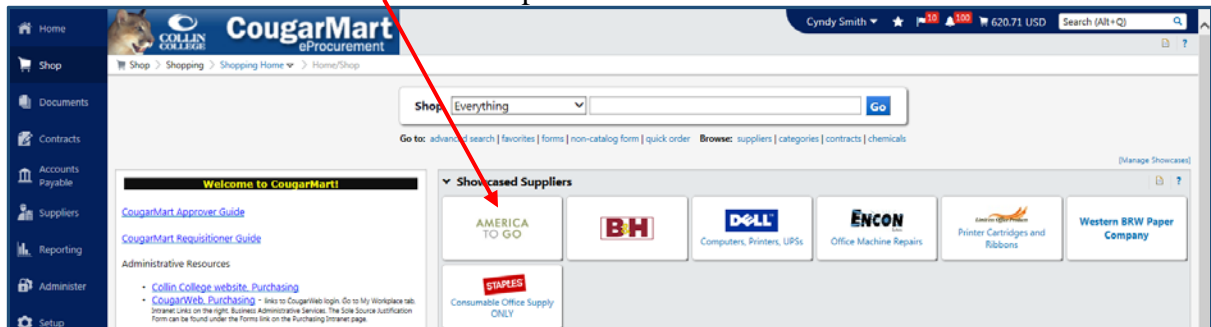 Home
COLLIN
COLLEGE
CougarMart
eProcurement
Cyndy Smith
10
100
620.71 USD
Search (Alt+Q)
?
Shop
Shop > Shopping > Shopping Home > Home/Shop
Documents
Shop Everything
Go
Contracts
Go to: advanced search | favorites | forms | non-catalog form | quick order Browse: suppliers | categories | contracts | chemicals
Accounts
Payable
[Manage Showcases]
Welcome to CougarMart!
Showcased Suppliers
?
Suppliers
CougarMart Approver Guide
AMERICA
TO GO
B&H
DELL
Computers, Printers, UPSs
ENCON
Office Machine Repairs
Printer Cartridges and
Ribbons
Western BRW Paper
Company
CougarMart Requisitioner Guide
Reporting
Administrative Resources
Administer
• Collin College website, Purchasing
• CougarWeb, Purchasing - links to CougarWeb login. Go to My Workplace tab.
Intranet Links on the right. Business Administrative Services. The Sole Source Justification
Form can be found under the Forms link on the Purchasing Intranet page.
STAPLES
Consumable Office Supply
ONLY
Setup